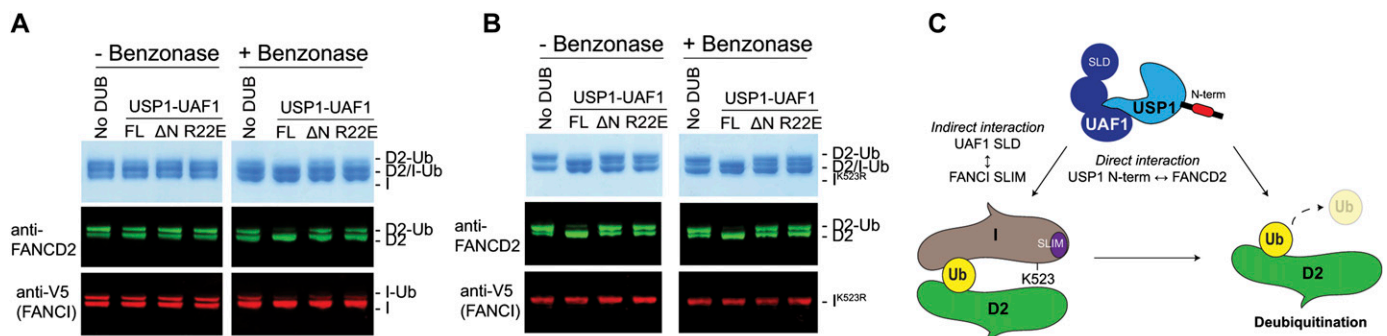 A
- Benzonase
+ Benzonase
No DUB
USP1-UAF1
FL ΔN R22E
No DUB
USP1-UAF1
FL ΔN R22E
- D2-Ub
- D2/I-Ub
- I
anti-
FANCD2
- D2-Ub
- D2
anti-V5
(FANCI)
- I-Ub
- I
B
- Benzonase
+ Benzonase
No DUB
USP1-UAF1
FL ΔN R22E
No DUB
USP1-UAF1
FL ΔN R22E
- D2-Ub
- D2/I-Ub
- Iᴷ⁵²³ᴿ
anti-
FANCD2
- D2-Ub
- D2
anti-V5
(FANCI)
- Iᴷ⁵²³ᴿ
C
SLD
UAF1
USP1
N-term
Indirect interaction
UAF1 SLD
↕
FANCI SLIM
Direct interaction
USP1 N-term ↔ FANCD2
I
SLIM
K523
Ub
D2
Ub
Ub
D2
Deubiquitination